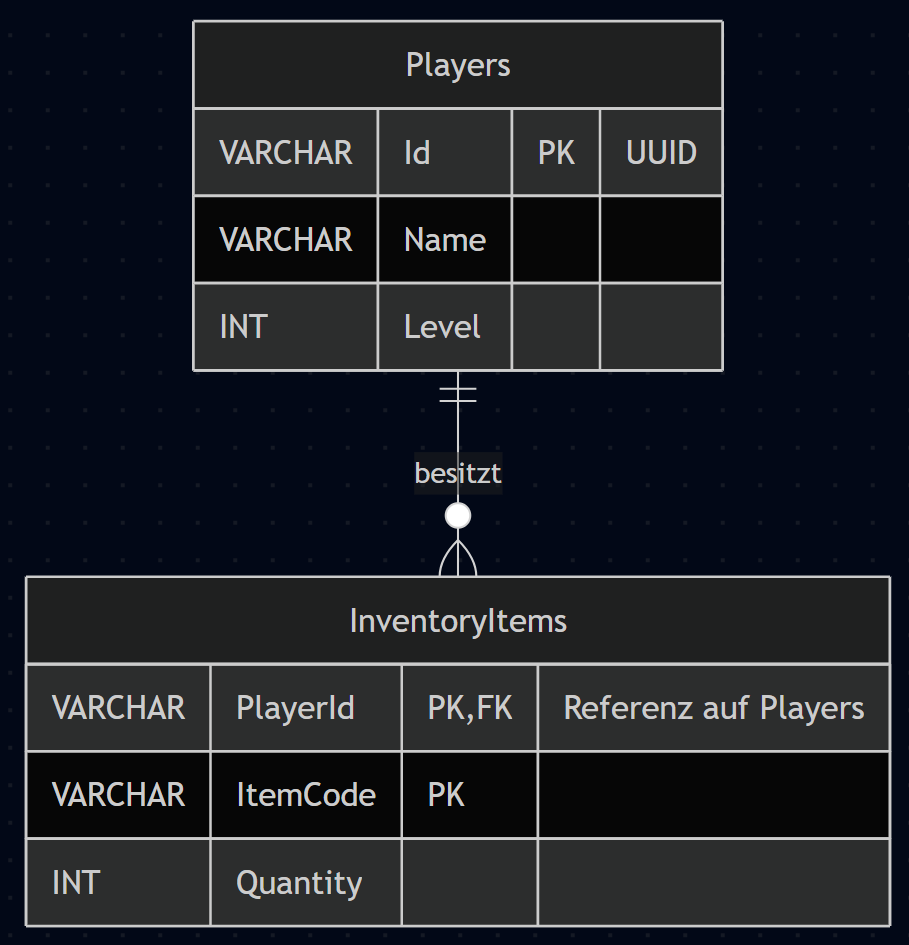 Players
VARCHAR Id PK UUID
VARCHAR Name
INT Level
besitzt
InventoryItems
VARCHAR PlayerId PK,FK Referenz auf Players
VARCHAR ItemCode PK
INT Quantity